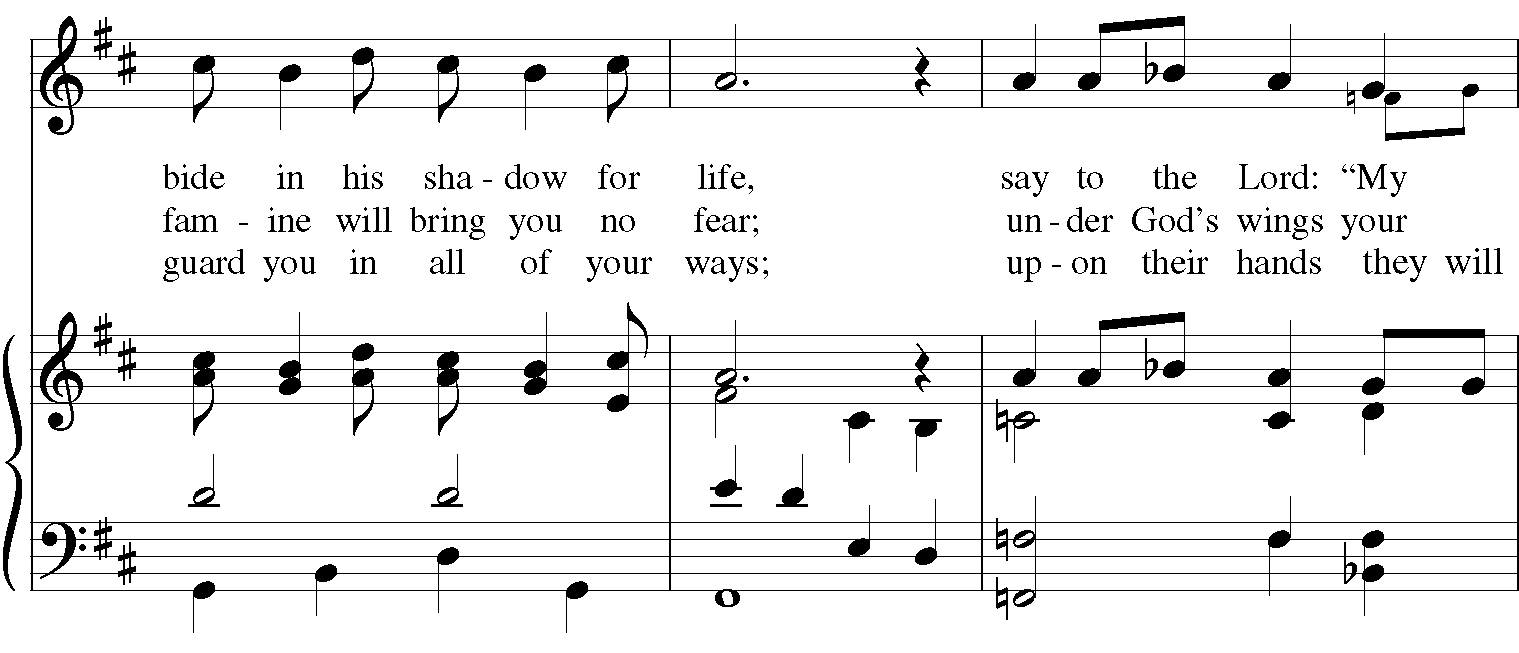 bide in his sha - dow for life, say to the Lord: “My
fam - ine will bring you no fear; un - der God’s wings your
guard you in all of your ways; up - on their hands they will